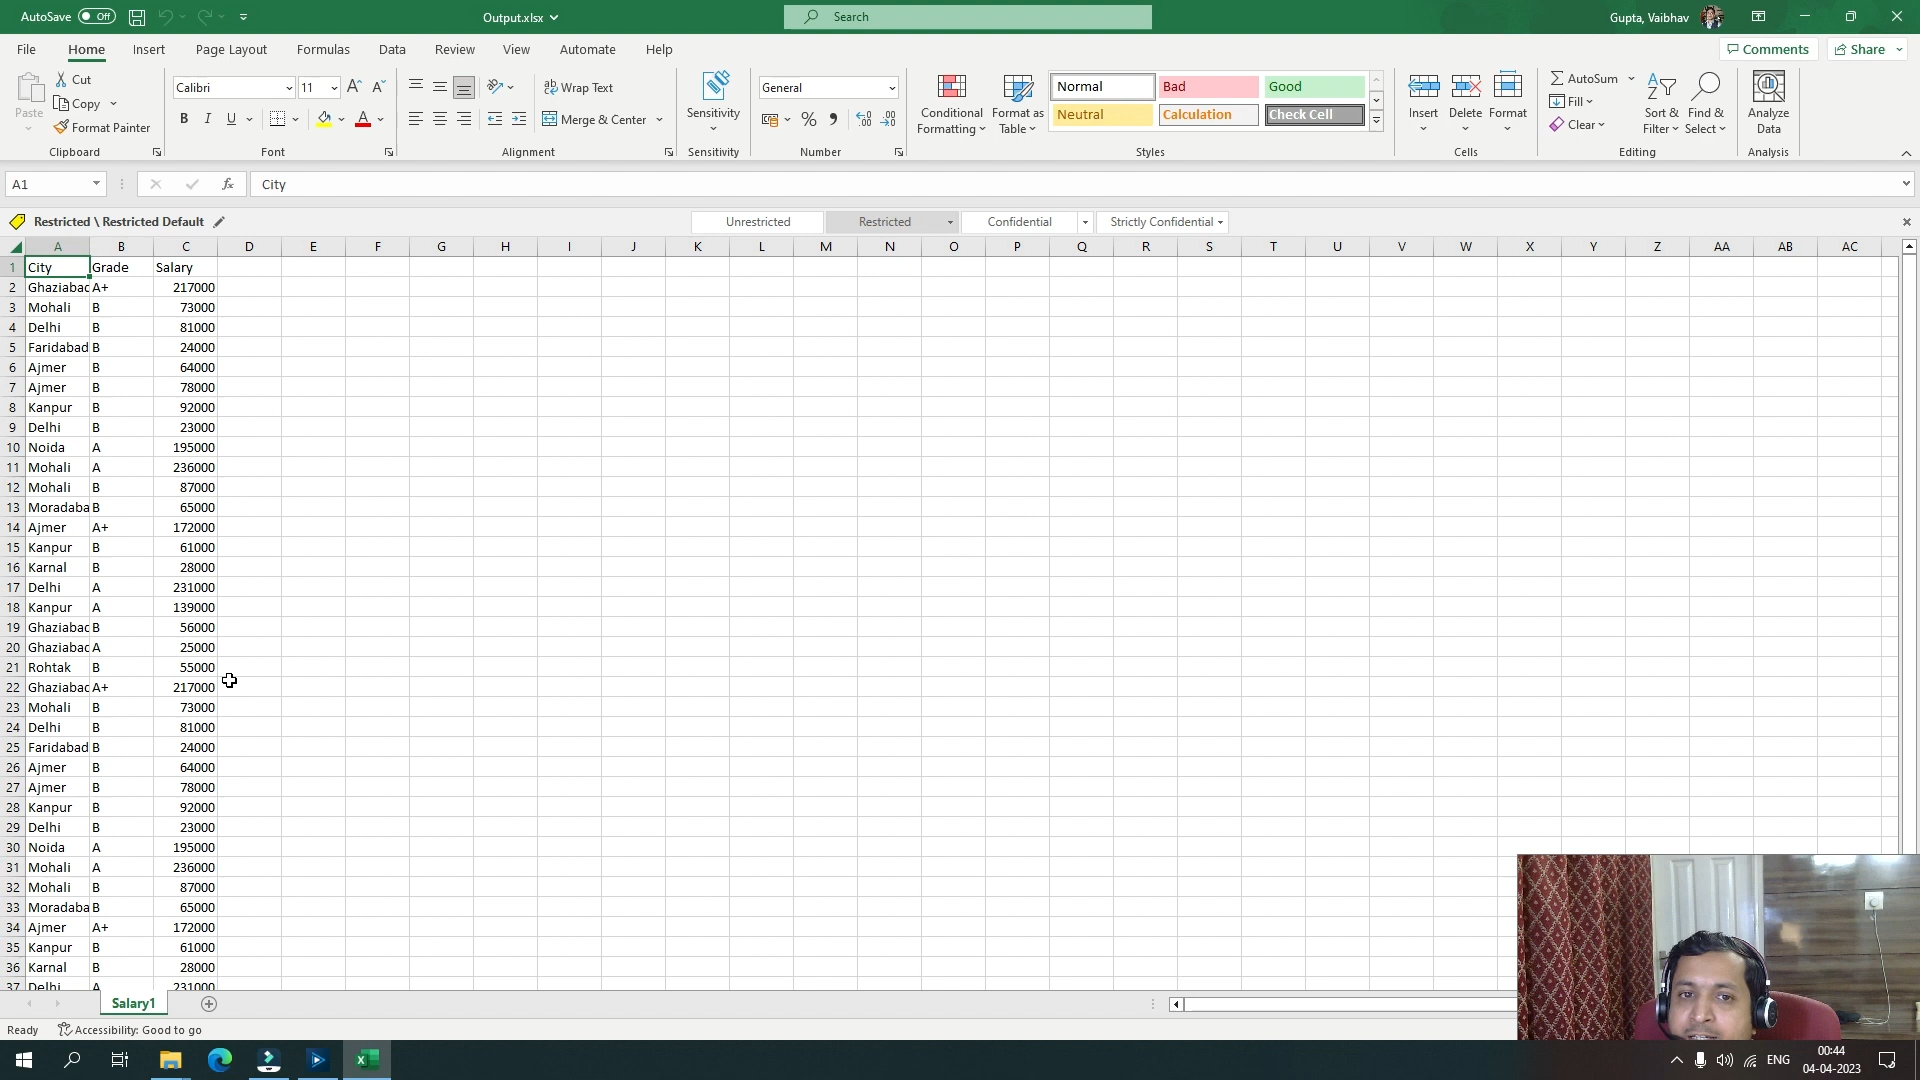 AutoSave Off Output.xlsx Search Gupta, Vaibhav
File Home Insert Page Layout Formulas Data Review View Automate Help Comments Share
Paste Cut Copy Format Painter Clipboard
Calibri 11 B I U Font
Wrap Text Merge & Center Alignment
Sensitivity Sensitivity
General % Number
Conditional Formatting Format as Table Normal Bad Good Neutral Calculation Check Cell Styles
Insert Delete Format Cells
AutoSum Fill Clear Sort & Filter Find & Select Editing
Analyze Data Analysis
A1 fx City
Restricted \ Restricted Default Unrestricted Restricted Confidential Strictly Confidential
A B C D E F G H I J K L M N O P Q R S T U V W X Y Z AA AB AC
1 City Grade Salary
2 Ghaziabad A+ 217000
3 Mohali B 73000
4 Delhi B 81000
5 Faridabad B 24000
6 Ajmer B 64000
7 Ajmer B 78000
8 Kanpur B 92000
9 Delhi B 23000
10 Noida A 195000
11 Mohali A 236000
12 Mohali B 87000
13 Moradaba B 65000
14 Ajmer A+ 172000
15 Kanpur B 61000
16 Karnal B 28000
17 Delhi A 231000
18 Kanpur A 139000
19 Ghaziabad B 56000
20 Ghaziabad A 25000
21 Rohtak B 55000
22 Ghaziabad A+ 217000
23 Mohali B 73000
24 Delhi B 81000
25 Faridabad B 24000
26 Ajmer B 64000
27 Ajmer B 78000
28 Kanpur B 92000
29 Delhi B 23000
30 Noida A 195000
31 Mohali A 236000
32 Mohali B 87000
33 Moradaba B 65000
34 Ajmer A+ 172000
35 Kanpur B 61000
36 Karnal B 28000
37 Delhi A 231000
Salary1
Ready Accessibility: Good to go
ENG 00:44
04-04-2023